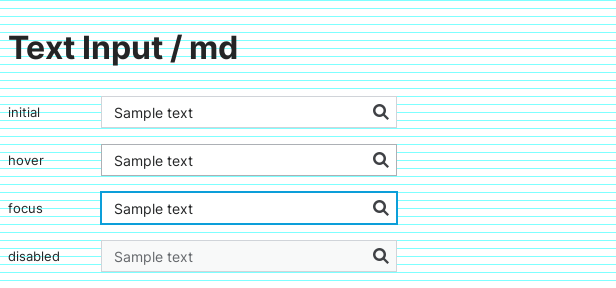 Text Input / md
initial Sample text
hover Sample text
focus Sample text
disabled Sample text